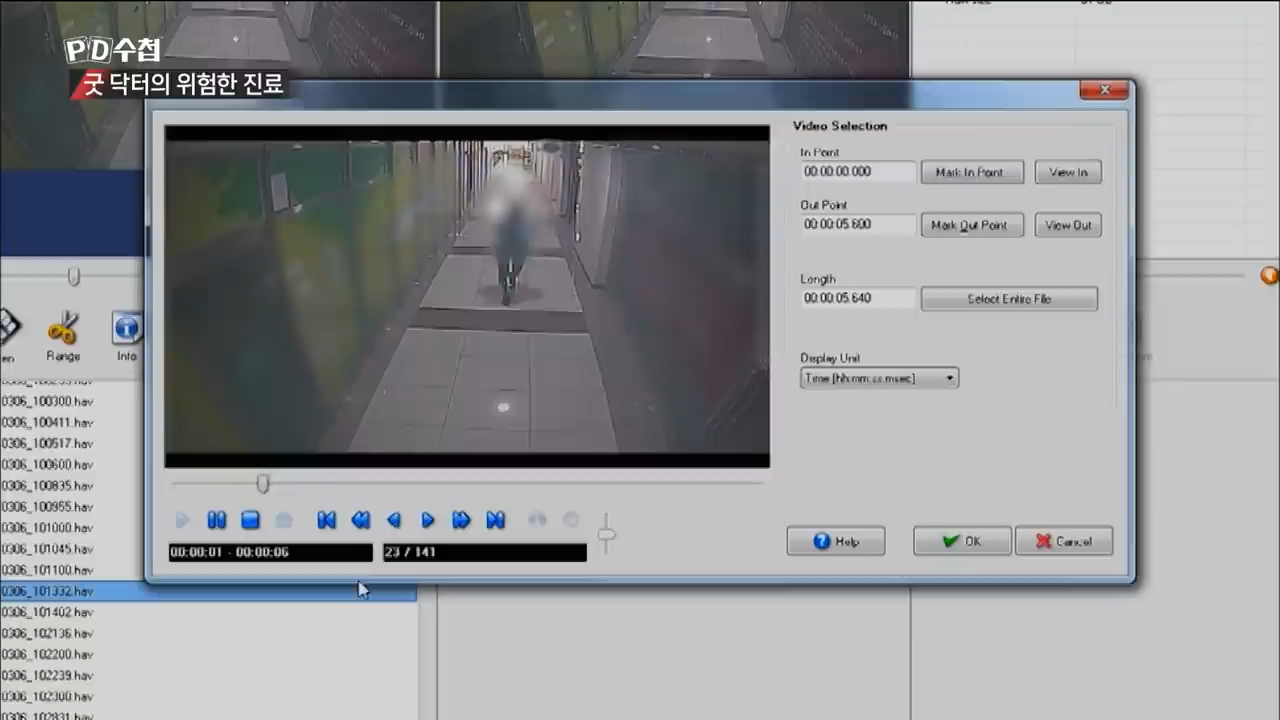 PD수첩
굿 닥터의 위험한 진료
Video Selection
In Point
00:00:00.000
Mark In Point
View In
Out Point
00:00:05.600
Mark Out Point
View Out
Length
00:00:05.640
Select Entire File
Display Unit
Time [hh:mm:ss.msec]
Range
Info
0306_100300.hav
0306_100411.hav
0306_100517.hav
0306_100600.hav
0306_100835.hav
0306_100955.hav
0306_101000.hav
0306_101045.hav
0306_101100.hav
0306_101332.hav
0306_101402.hav
0306_102136.hav
0306_102200.hav
0306_102239.hav
0306_102300.hav
0306_102831.hav
00:00:01 - 00:00:06
23 / 141
Help
OK
Cancel